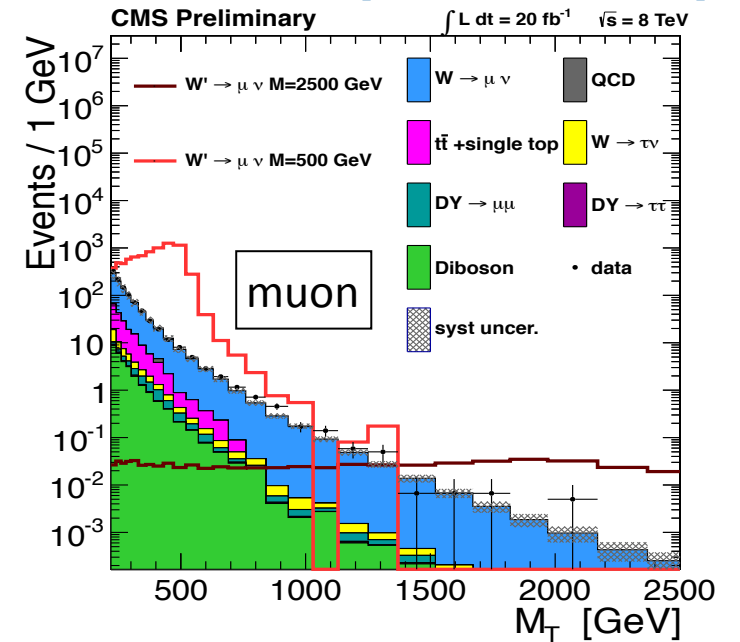 CMS Preliminary ∫ L dt = 20 fb⁻¹ √s = 8 TeV
Events / 1 GeV
10⁷
10⁶
10⁵
10⁴
10³
10²
10
1
10⁻¹
10⁻²
10⁻³
W' → μ ν M=2500 GeV
W' → μ ν M=500 GeV
W → μ ν
QCD
tt̄ +single top
W → τν
DY → μμ
DY → ττ
Diboson
data
syst uncer.
muon
500 1000 1500 2000 2500
M_T [GeV]